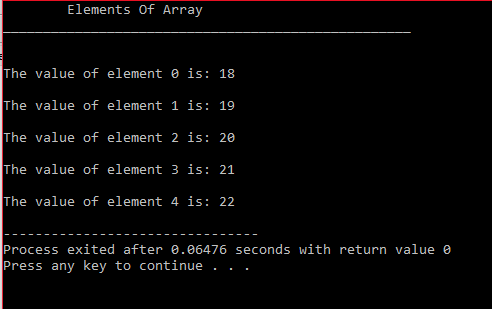 Elements Of Array
___________________________________________________
The value of element 0 is: 18
The value of element 1 is: 19
The value of element 2 is: 20
The value of element 3 is: 21
The value of element 4 is: 22
--------------------------------
Process exited after 0.06476 seconds with return value 0
Press any key to continue . . .